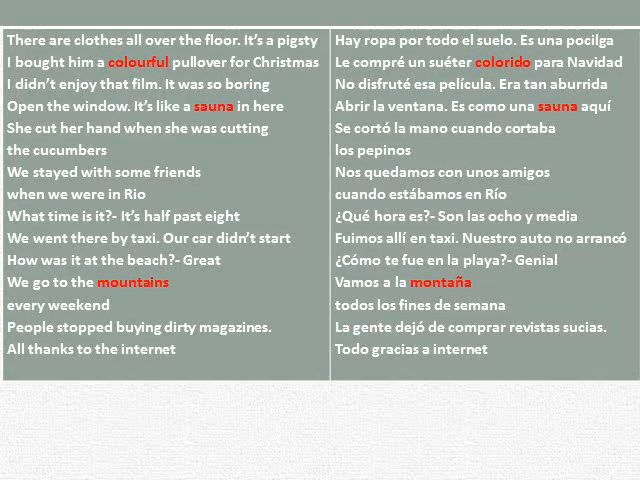 There are clothes all over the floor. It's a pigsty
I bought him a colourful pullover for Christmas
I didn't enjoy that film. It was so boring
Open the window. It's like a sauna in here
She cut her hand when she was cutting
the cucumbers
We stayed with some friends
when we were in Rio
What time is it?- It's half past eight
We went there by taxi. Our car didn't start
How was it at the beach?- Great
We go to the mountains
every weekend
People stopped buying dirty magazines.
All thanks to the internet
Hay ropa por todo el suelo. Es una pocilga
Le compré un suéter colorido para Navidad
No disfruté esa película. Era tan aburrida
Abrir la ventana. Es como una sauna aquí
Se cortó la mano cuando cortaba
los pepinos
Nos quedamos con unos amigos
cuando estábamos en Río
¿Qué hora es?- Son las ocho y media
Fuimos allí en taxi. Nuestro auto no arrancó
¿Cómo te fue en la playa?- Genial
Vamos a la montaña
todos los fines de semana
La gente dejó de comprar revistas sucias.
Todo gracias a internet